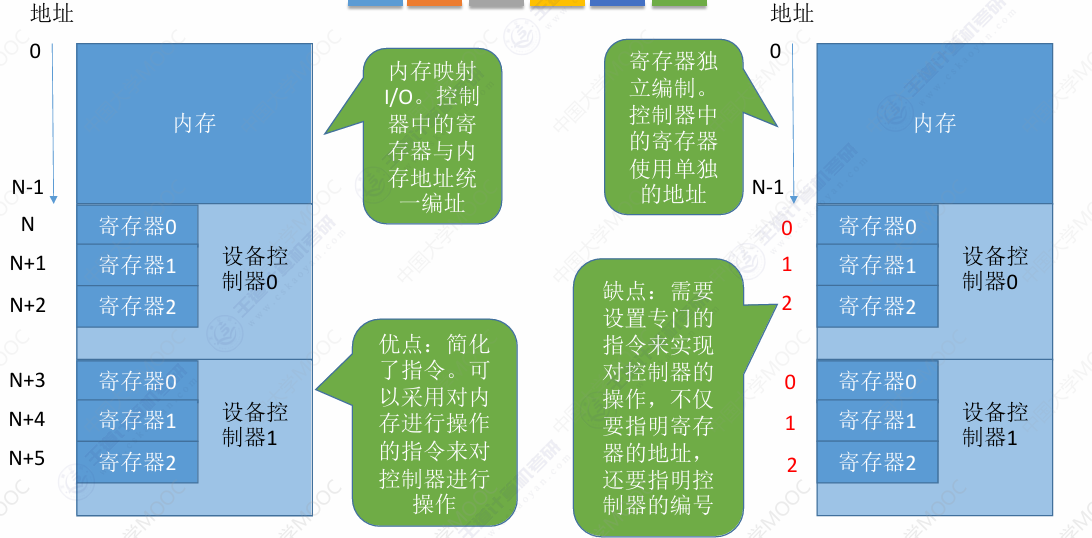 地址
0
内存
N-1
N
寄存器0
N+1
寄存器1
N+2
寄存器2
设备控
制器0
N+3
寄存器0
N+4
寄存器1
N+5
寄存器2
设备控
制器1
内存映射
I/O。控制
器中的寄
存器与内
存地址统
一编址
优点：简化
了指令。可
以采用对内
存进行操作
的指令来对
控制器进行
操作
寄存器独
立编制。
控制器中
的寄存器
使用单独
的地址
缺点：需要
设置专门的
指令来实现
对控制器的
操作，不仅
要指明寄存
器的地址，
还要指明控
制器的编号
地址
0
内存
N-1
0
寄存器0
1
寄存器1
2
寄存器2
设备控
制器0
0
寄存器0
1
寄存器1
2
寄存器2
设备控
制器1